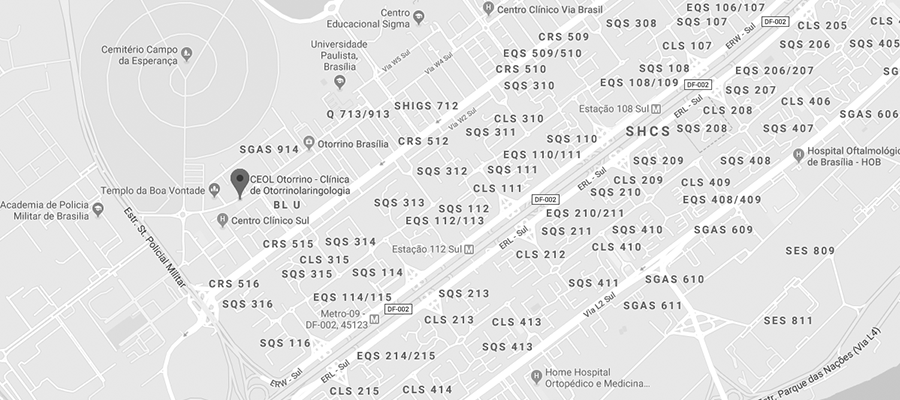 EQS 106/107
Centro Clínico Via Brasil
Centro
Educacional Sigma
SQS 308
SQS 107
DF-002
CLS 205
CLS 4
CRS 509
ERW - Sul
CLS 107
SQS 206
SQS 405
Cemitério Campo
da Esperança
Universidade
Paulista,
Brasília
Via W5 Sul
Via W4 Sul
EQS 509/510
CRS 510
SQS 108
EQS 206/207
SQS 310
EQS 108/109
DF-002
SQS 207
Q 713/913
SHIGS 712
Via W2 Sul
Estação 108 Sul
ERL - Sul
CLS 208
CLS 406
SGAS 606
CLS 310
SQS 311
SHCS
SQS 208
SQS 407
SGAS 914
Otorrino Brasília
CRS 512
SQS 110
EQS 110/111
SQS 209
SQS 408
Hospital Oftalmológico
de Brasília - HOB
CEOL Otorrino - Clínica
de Otorrinolaringologia
SQS 312
SQS 111
CLS 111
ERL - Sul
CLS 209
CLS 409
Templo da Boa Vontade
BL U
SQS 313
SQS 112
DF-002
SQS 210
EQS 408/409
Academia de Policia
Militar de Brasilia
Centro Clínico Sul
EQS 112/113
EQS 210/211
Estr. St. Policial Militar
CRS 515
SQS 314
Estação 112 Sul
ERL - Sul
SQS 211
SQS 410
SGAS 609
CLS 315
CLS 410
CLS 212
SES 809
SQS 315
SQS 114
CRS 516
SQS 411
SGAS 610
SQS 316
EQS 114/115
SQS 213
Via L2 Sul
SGAS 611
Metro-09 -
DF-002, 45123
DF-002
CLS 213
CLS 413
SES 811
SQS 116
SQS 413
EQS 214/215
ERW - Sul
ERL - Sul
Home Hospital
Ortopédico e Medicina...
CLS 215
CLS 414
Estr. Parque das Nações (Via L4)